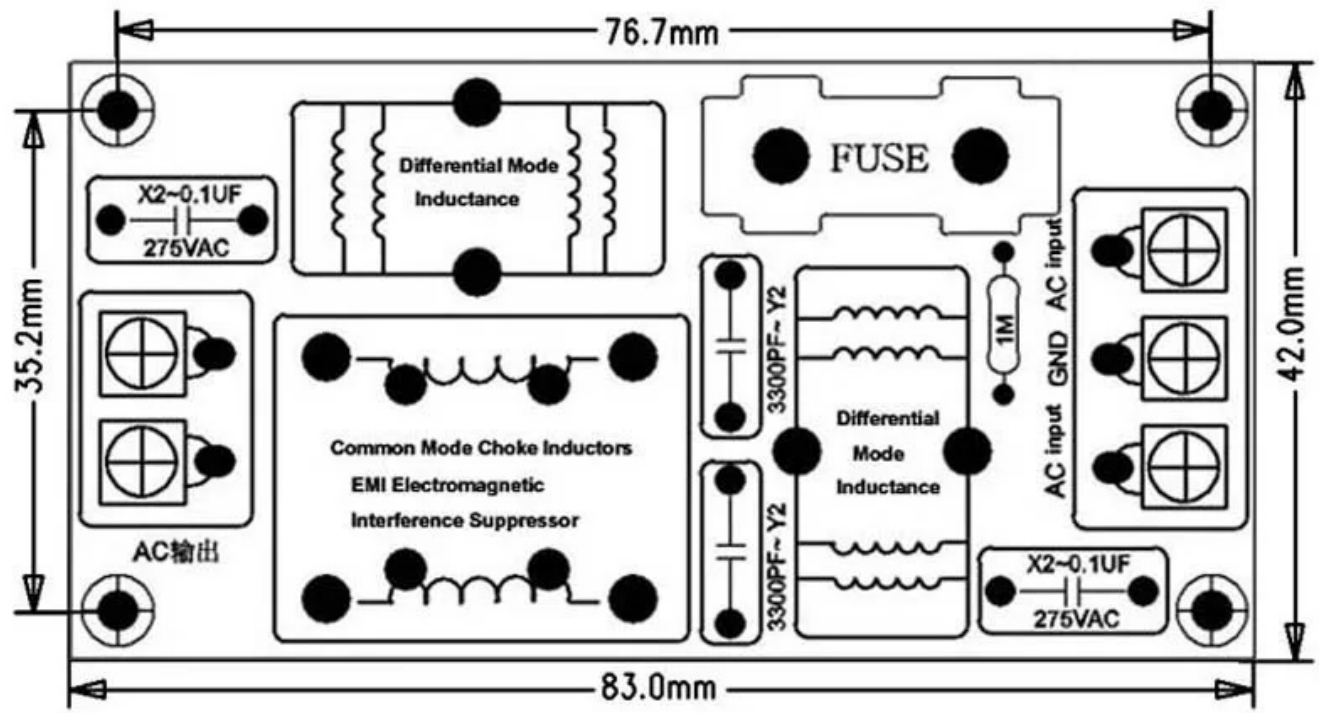 76.7mm
X2~0.1UF
275VAC
Differential Mode
Inductance
FUSE
AC input
GND
AC input
1M
3300PF~ Y2
3300PF~ Y2
35.2mm
42.0mm
Differential
Mode
Inductance
Common Mode Choke Inductors
EMI Electromagnetic
Interference Suppressor
AC输出
X2~0.1UF
275VAC
83.0mm